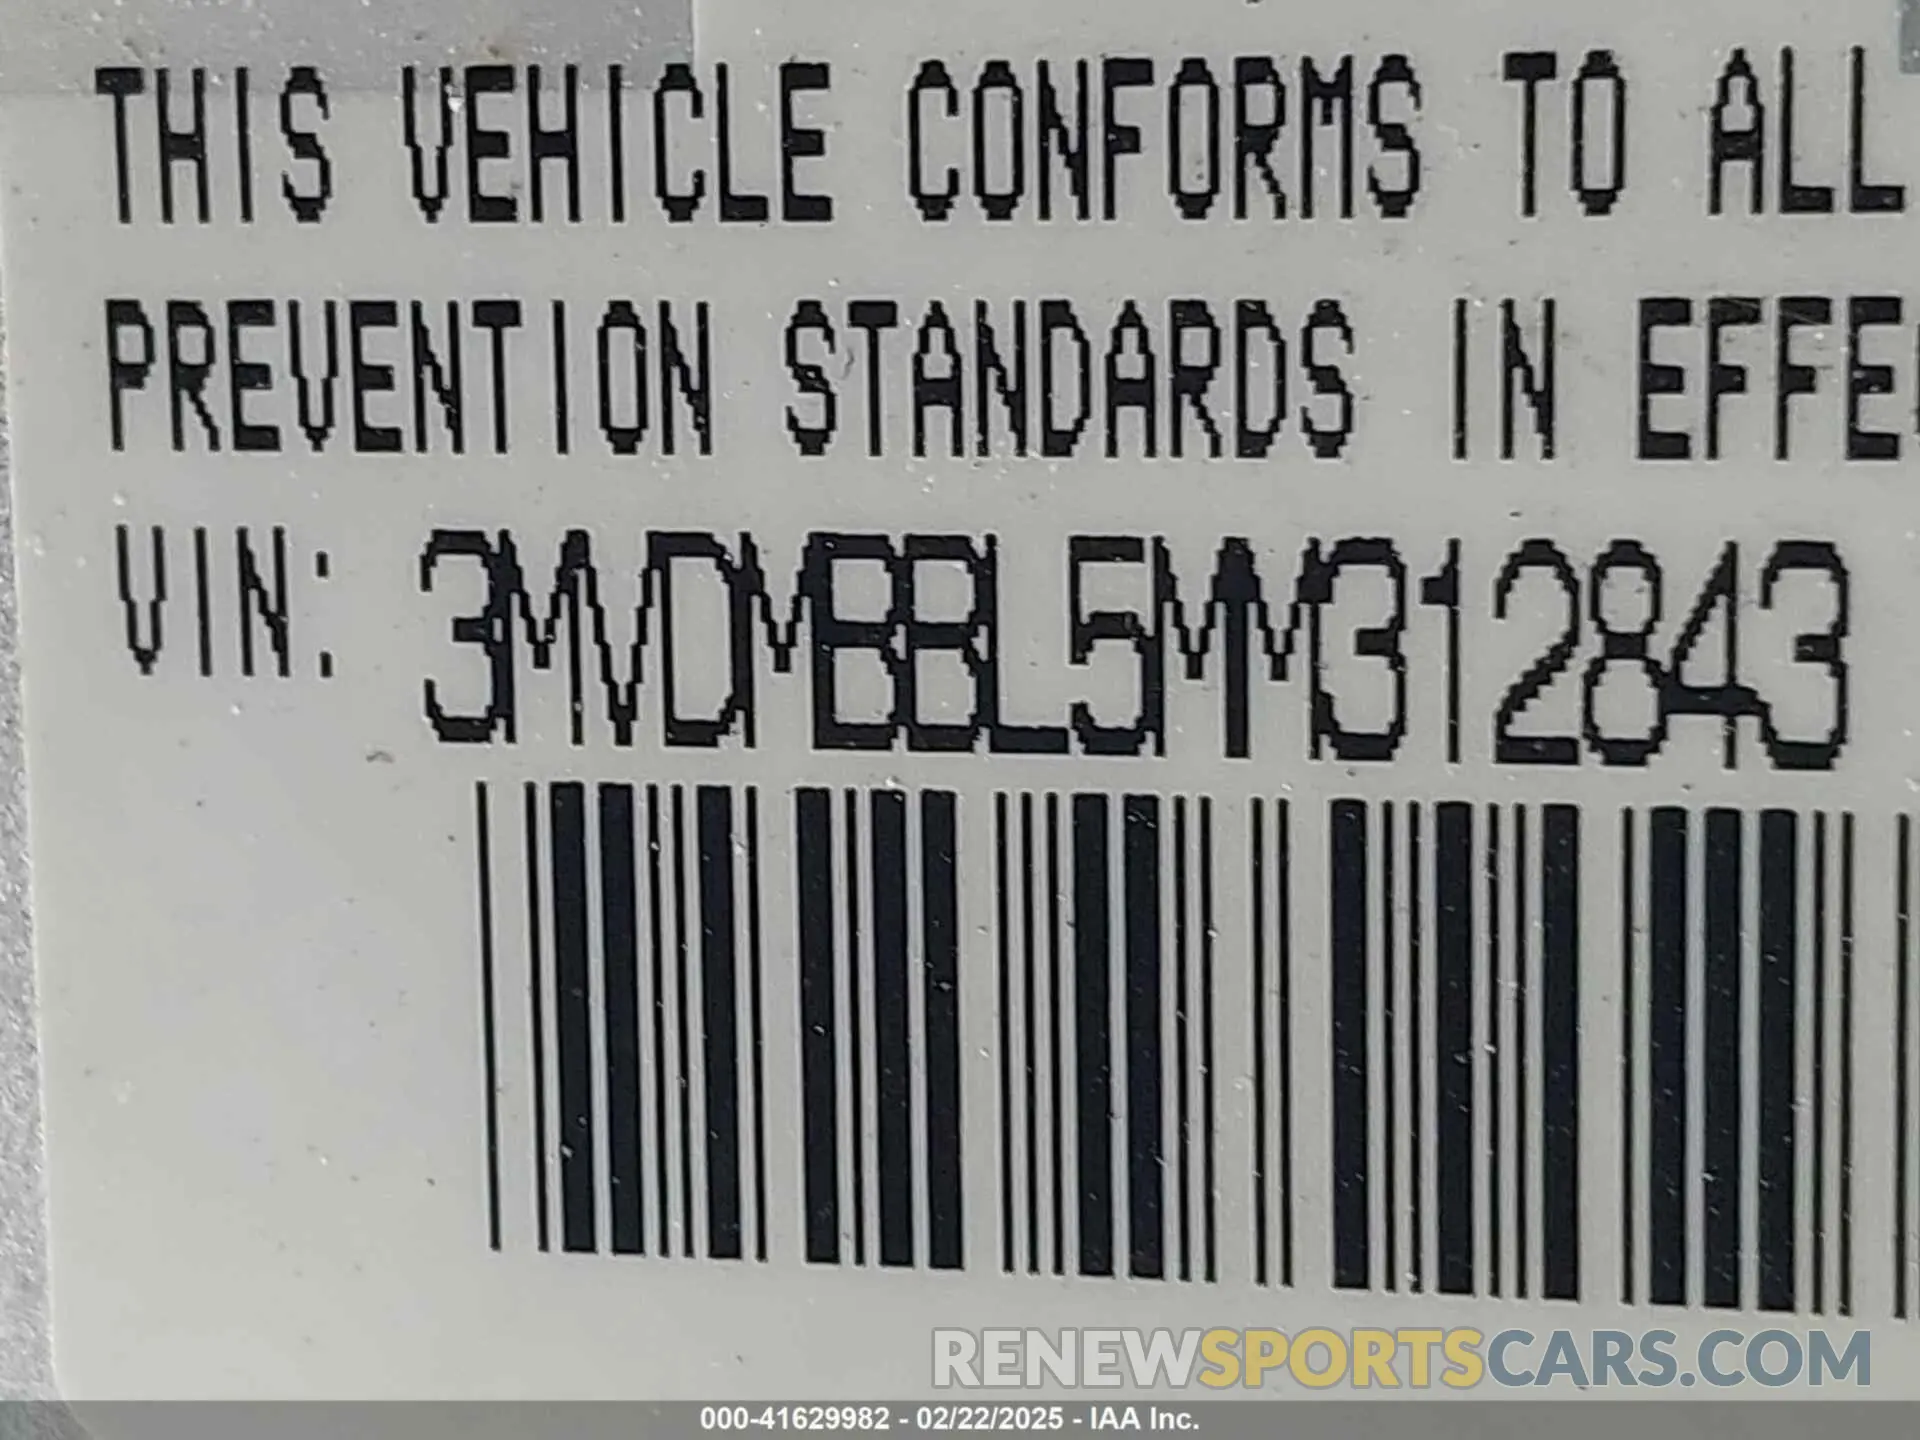 THIS VEHICLE CONFORMS TO ALL
PREVENTION STANDARDS IN EFFE
VIN: 3MVDMBBL5MM312843
RENEWSPORTSCARS.COM
000-41629982 - 02/22/2025 - IAA Inc.